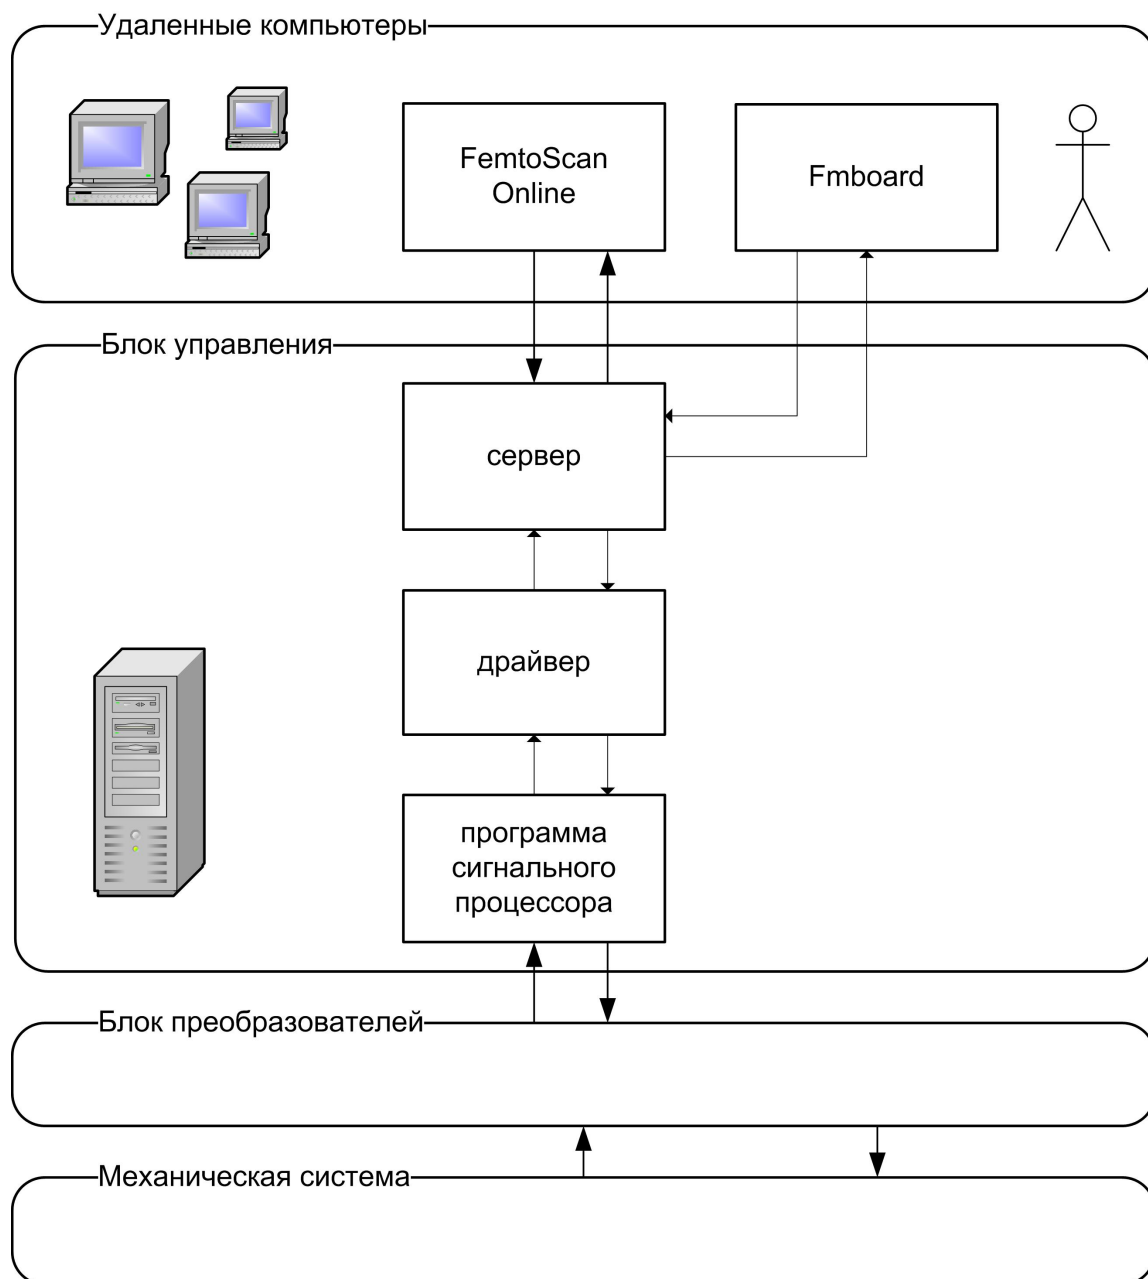 Удаленные компьютеры
FemtoScan
Online
Fmboard
Блок управления
сервер
драйвер
программа
сигнального
процессора
Блок преобразователей
Механическая система